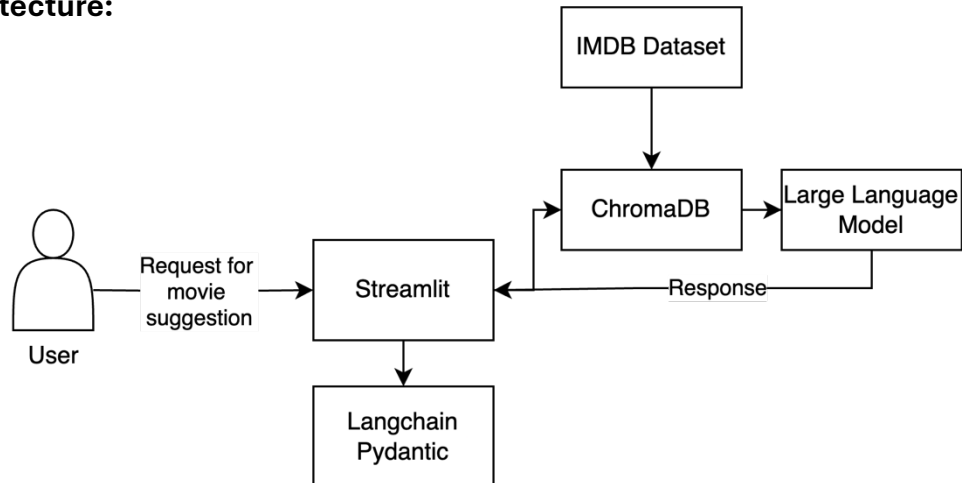 tecture:
IMDB Dataset
ChromaDB
Large Language
Model
Request for
movie
suggestion
Streamlit
Response
User
Langchain
Pydantic